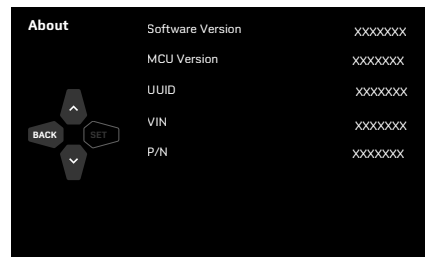 About
Software Version XXXXXXX
MCU Version XXXXXXX
UUID XXXXXXX
VIN XXXXXXX
P/N XXXXXXX
BACK SET